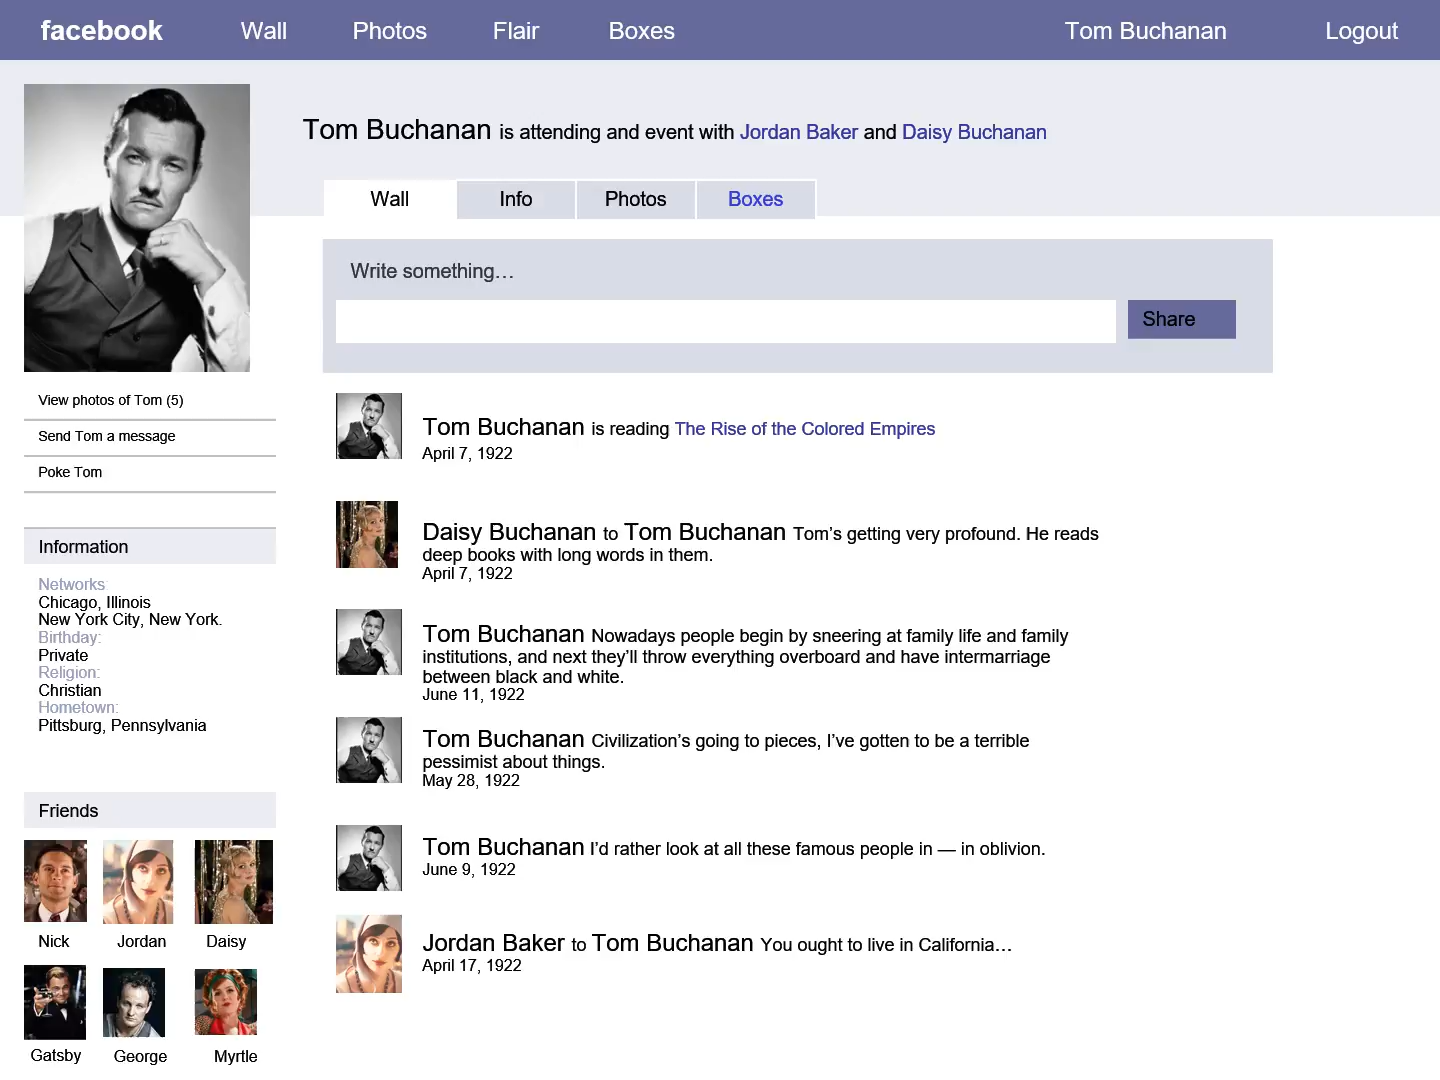 facebook Wall Photos Flair Boxes Tom Buchanan Logout
Tom Buchanan is attending and event with Jordan Baker and Daisy Buchanan
Wall Info Photos Boxes
Write something…
Share
View photos of Tom (5)
Send Tom a message
Poke Tom
Information
Networks
Chicago, Illinois
New York City, New York.
Birthday:
Private
Religion:
Christian
Hometown:
Pittsburg, Pennsylvania
Friends
Nick Jordan Daisy
Gatsby George Myrtle
Tom Buchanan is reading The Rise of the Colored Empires
April 7, 1922
Daisy Buchanan to Tom Buchanan Tom’s getting very profound. He reads
deep books with long words in them.
April 7, 1922
Tom Buchanan Nowadays people begin by sneering at family life and family
institutions, and next they’ll throw everything overboard and have intermarriage
between black and white.
June 11, 1922
Tom Buchanan Civilization’s going to pieces, I’ve gotten to be a terrible
pessimist about things.
May 28, 1922
Tom Buchanan I’d rather look at all these famous people in — in oblivion.
June 9, 1922
Jordan Baker to Tom Buchanan You ought to live in California…
April 17, 1922